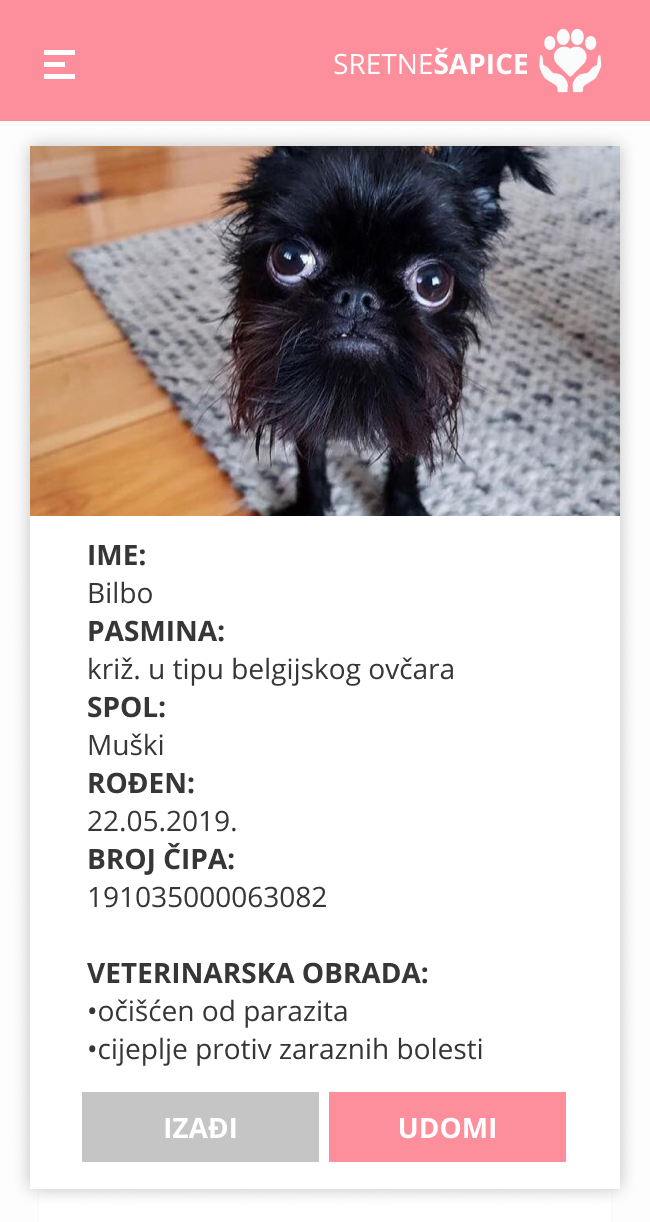 SRETNEŠAPICE
IME:
Bilbo
PASMINA:
križ. u tipu belgijskog ovčara
SPOL:
Muški
ROĐEN:
22.05.2019.
BROJ ČIPA:
191035000063082
VETERINARSKA OBRADA:
•očišćen od parazita
•cijeplje protiv zaraznih bolesti
IZAĐI UDOMI